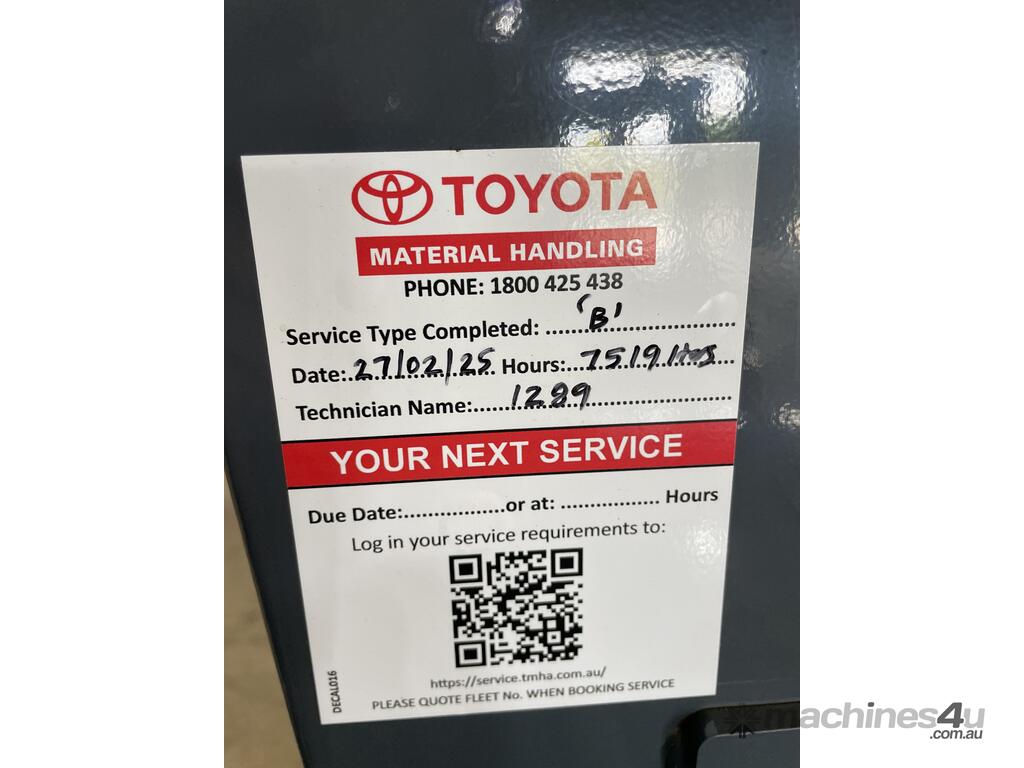 TOYOTA
MATERIAL HANDLING
PHONE: 1800 425 438
Service Type Completed: ......'B'..................
Date:..27/02/25 Hours:..7519 Hrs...
Technician Name:......1289......................
YOUR NEXT SERVICE
Due Date:..................or at: ................. Hours
Log in your service requirements to:
https://service.tmha.com.au/
PLEASE QUOTE FLEET No. WHEN BOOKING SERVICE
DECAL016
machines4u
.com.au